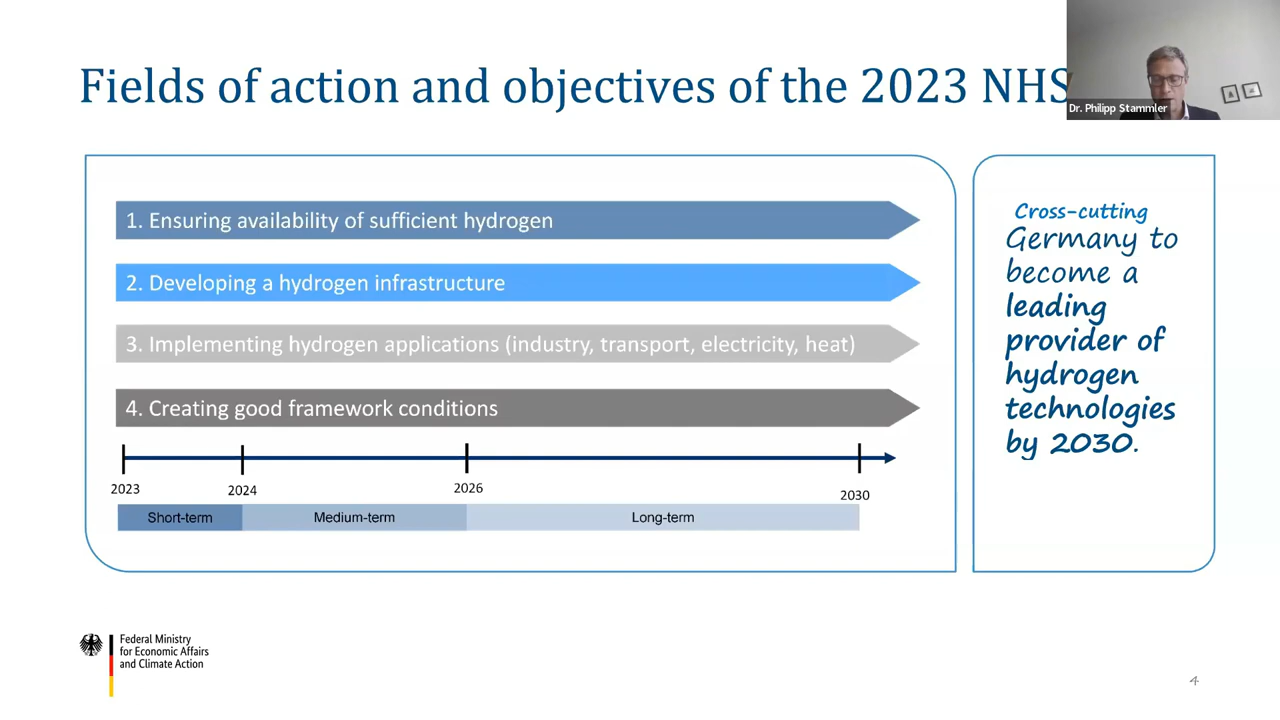 Fields of action and objectives of the 2023 NHS
Dr. Philipp Stammler
1. Ensuring availability of sufficient hydrogen
2. Developing a hydrogen infrastructure
3. Implementing hydrogen applications (industry, transport, electricity, heat)
4. Creating good framework conditions
2023
2024
2026
2030
Short-term
Medium-term
Long-term
Cross-cutting
Germany to
become a
leading
provider of
hydrogen
technologies
by 2030.
Federal Ministry
for Economic Affairs
and Climate Action
4